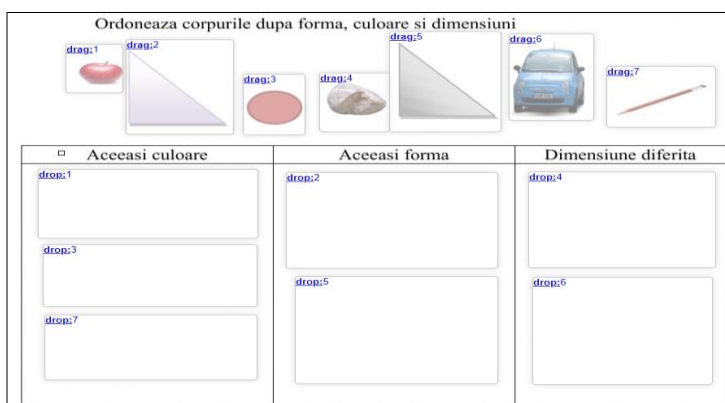 Ordoneaza corpurile dupa forma, culoare si dimensiuni
drag:1
drag:2
drag:3
drag:4
drag:5
drag:6
drag:7
Aceeasi culoare
Aceeasi forma
Dimensiune diferita
drop:1
drop:2
drop:4
drop:3
drop:5
drop:6
drop:7